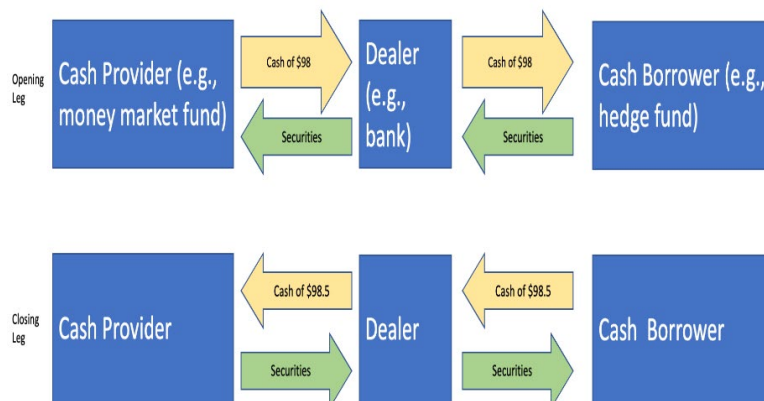 Opening
Leg
Cash Provider (e.g.,
money market fund)
Cash of $98
Securities
Dealer
(e.g.,
bank)
Cash of $98
Securities
Cash Borrower (e.g.,
hedge fund)
Closing
Leg
Cash Provider
Cash of $98.5
Securities
Dealer
Cash of $98.5
Securities
Cash Borrower